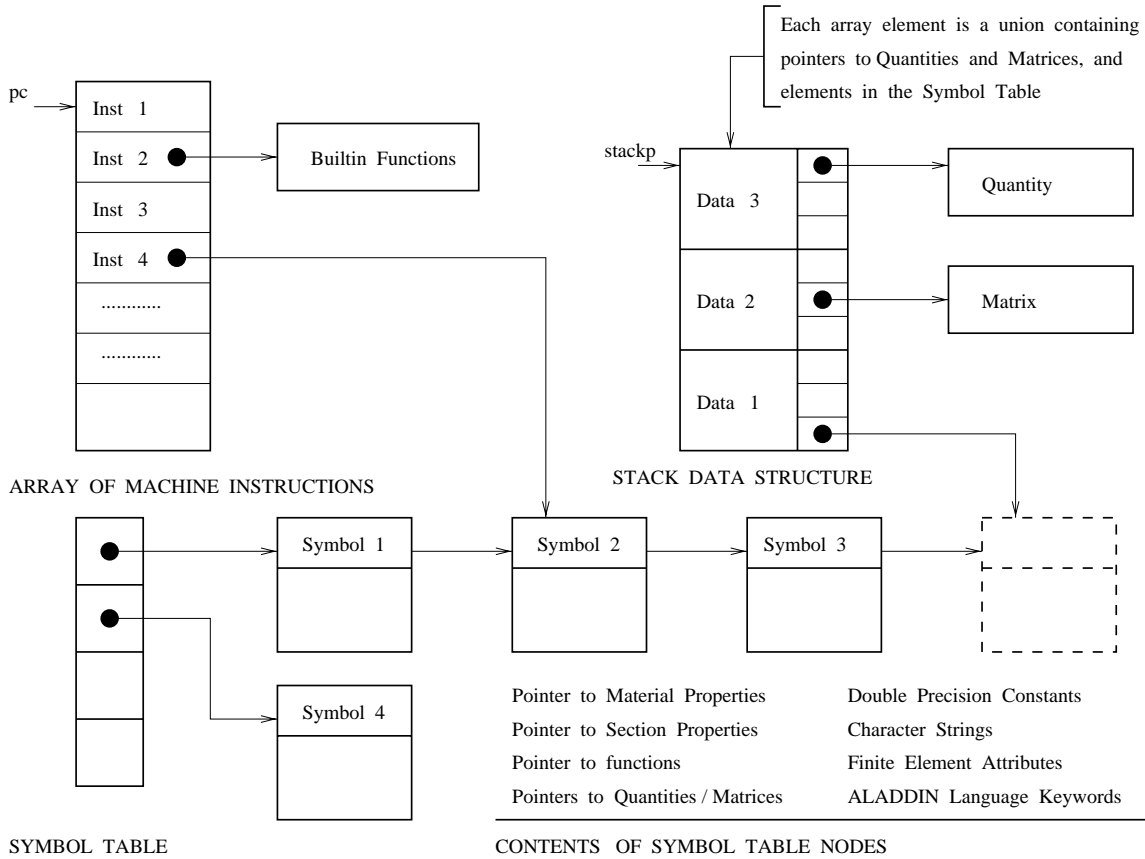 Each array element is a union containing
pointers to Quantities and Matrices, and
elements in the Symbol Table
pc
Inst 1
Inst 2
Builtin Functions
Inst 3
Inst 4
............
............
ARRAY OF MACHINE INSTRUCTIONS
stackp
Data 3
Quantity
Data 2
Matrix
Data 1
STACK DATA STRUCTURE
Symbol 1
Symbol 2
Symbol 3
Symbol 4
SYMBOL TABLE
Pointer to Material Properties
Pointer to Section Properties
Pointer to functions
Pointers to Quantities / Matrices
Double Precision Constants
Character Strings
Finite Element Attributes
ALADDIN Language Keywords
CONTENTS OF SYMBOL TABLE NODES